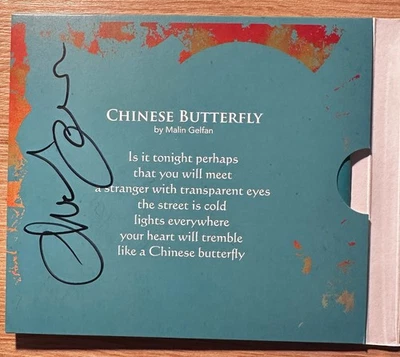 CHINESE BUTTERFLY
by Malin Gelfan
Is it tonight perhaps
that you will meet
a stranger with transparent eyes
the street is cold
lights everywhere
your heart will tremble
like a Chinese butterfly